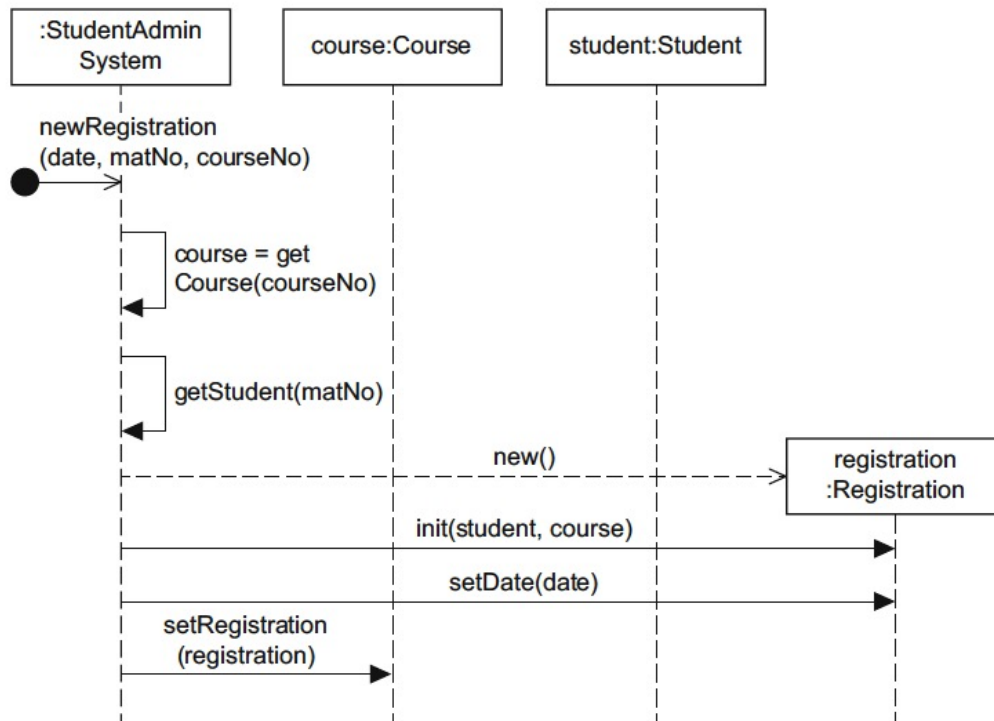 :StudentAdmin
System
course:Course
student:Student
newRegistration
(date, matNo, courseNo)
course = get
Course(courseNo)
getStudent(matNo)
new()
registration
:Registration
init(student, course)
setDate(date)
setRegistration
(registration)